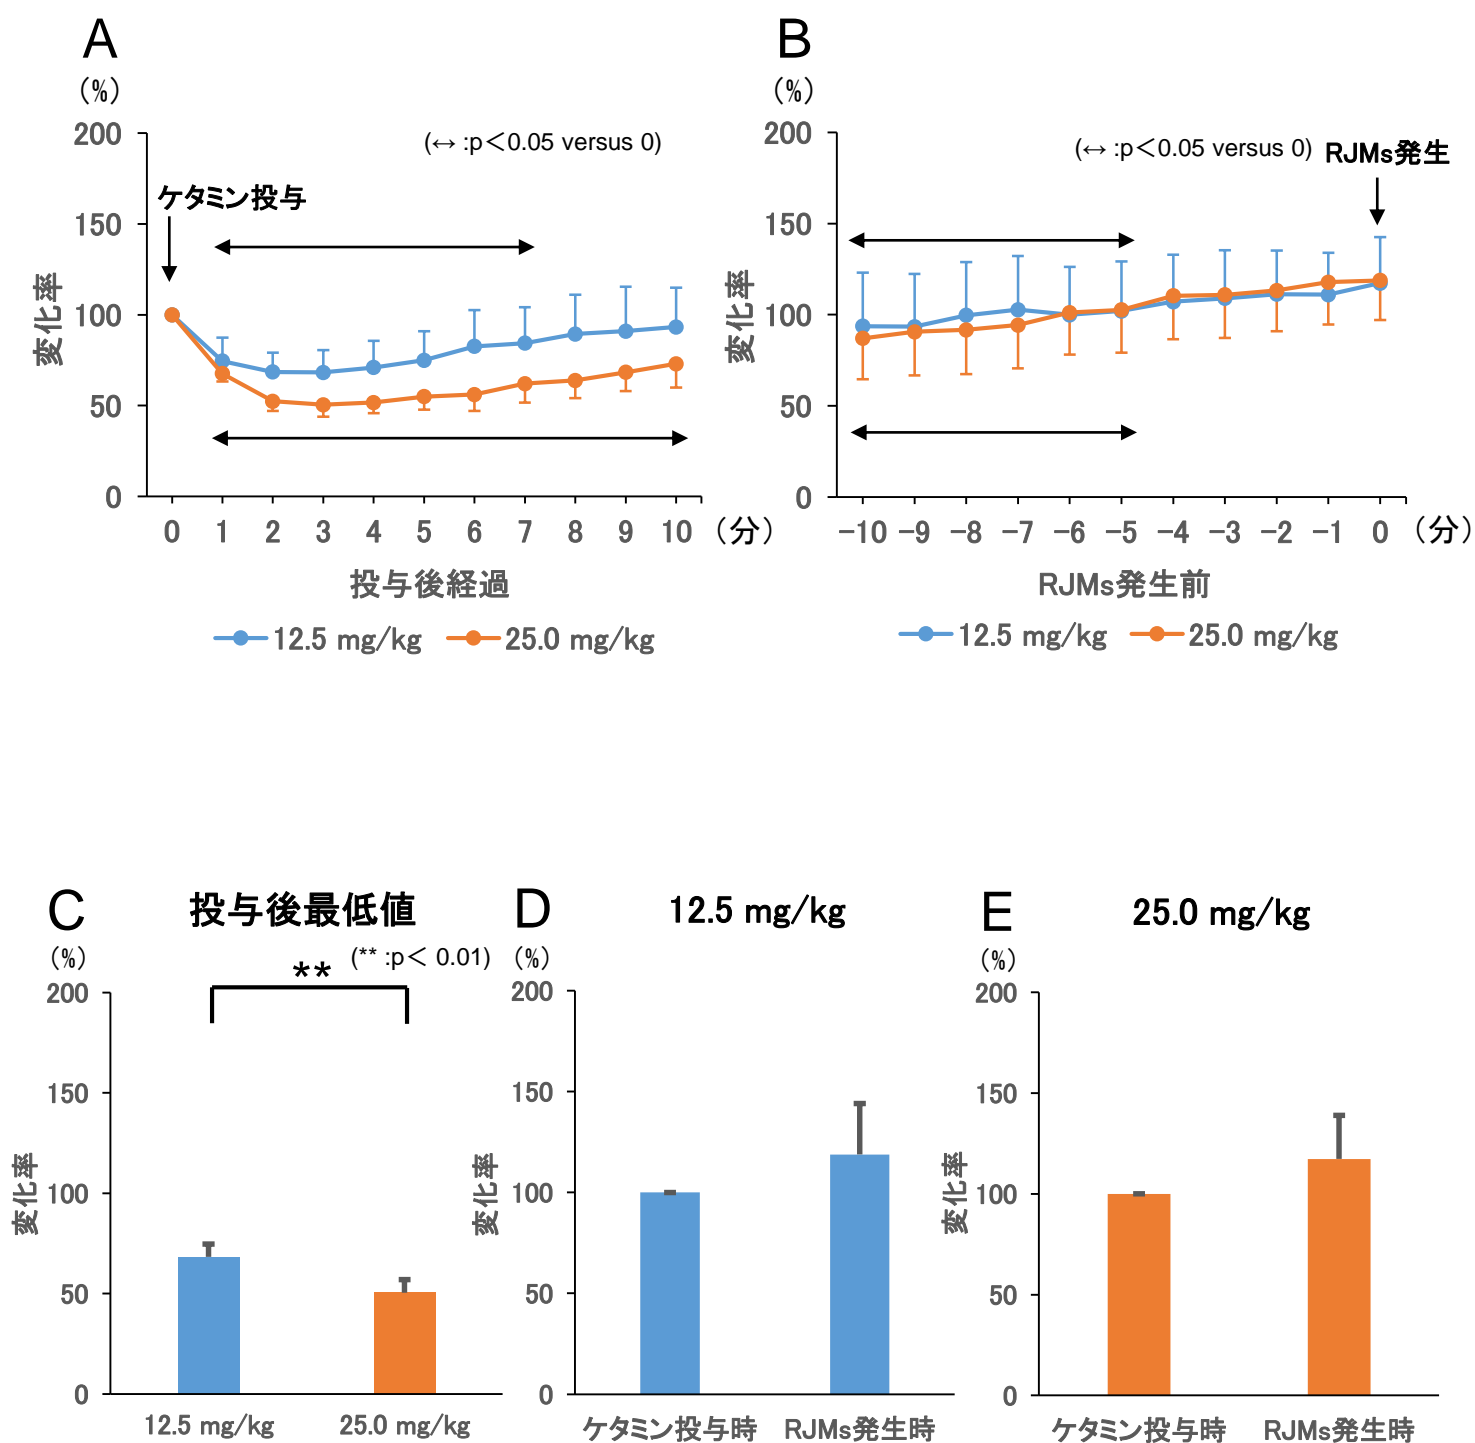 A
(%)
(↔ :p＜0.05 versus 0)
ケタミン投与
200
150
100
50
0
変化率
0 1 2 3 4 5 6 7 8 9 10 (分)
投与後経過
12.5 mg/kg 25.0 mg/kg
B
(%)
(↔ :p＜0.05 versus 0)
RJMs発生
200
150
100
50
0
変化率
-10 -9 -8 -7 -6 -5 -4 -3 -2 -1 0 (分)
RJMs発生前
12.5 mg/kg 25.0 mg/kg
C
投与後最低値
(%)
(** :p＜ 0.01)
**
200
150
100
50
0
変化率
12.5 mg/kg 25.0 mg/kg
D
12.5 mg/kg
(%)
200
150
100
50
0
変化率
ケタミン投与時 RJMs発生時
E
25.0 mg/kg
(%)
200
150
100
50
0
変化率
ケタミン投与時 RJMs発生時